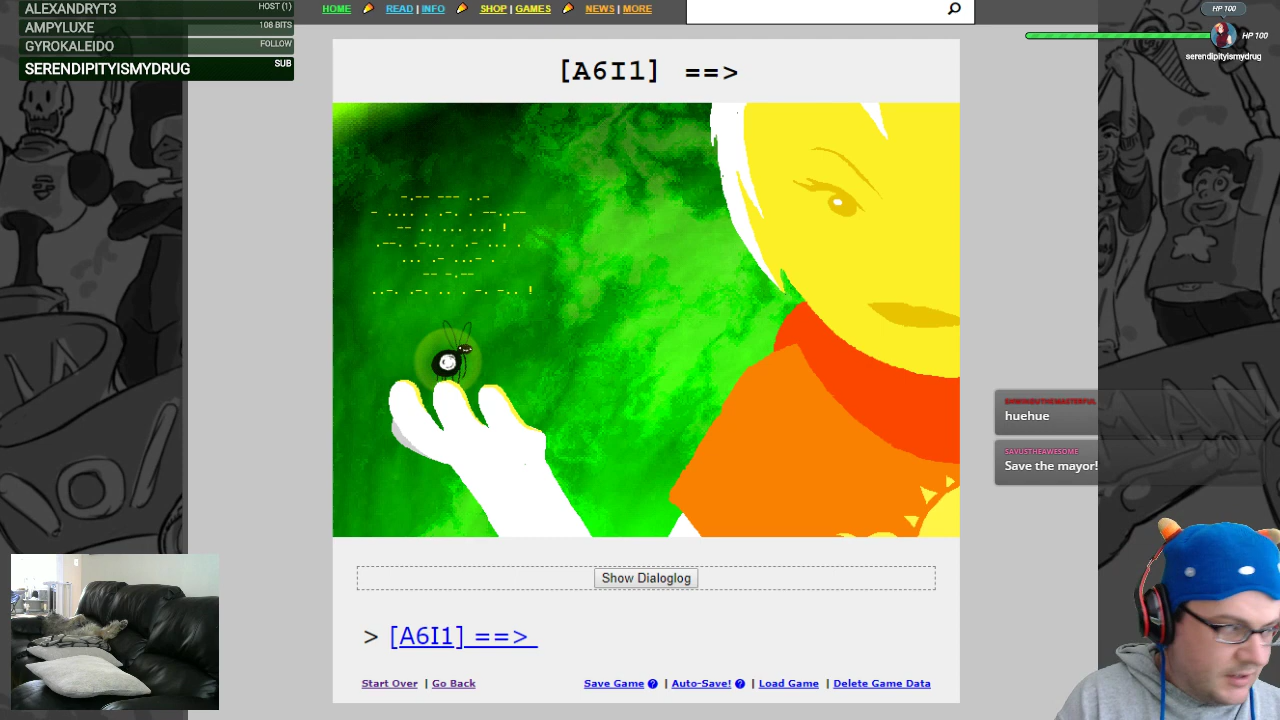 ALEXANDRYT3 HOST (1)
AMPYLUXE 108 BITS
GYROKALEIDO FOLLOW
SERENDIPITYISMYDRUG SUB
HOME READ | INFO SHOP | GAMES NEWS | MORE
HP 100
HP 100
serendipityismydrug
[A6I1] ==>
-.-- --- ..-
- .... . .-. . --..--
-- .. ... ... !
.--. .-.. . .- ... .
... .- ...- .
-- -.--
..-. .-. .. . -. -.. !
huehue
SAVUSTHEAWESOME
Save the mayor!
Show Dialoglog
> [A6I1] ==>
Start Over | Go Back Save Game ? | Auto-Save! ? | Load Game | Delete Game Data